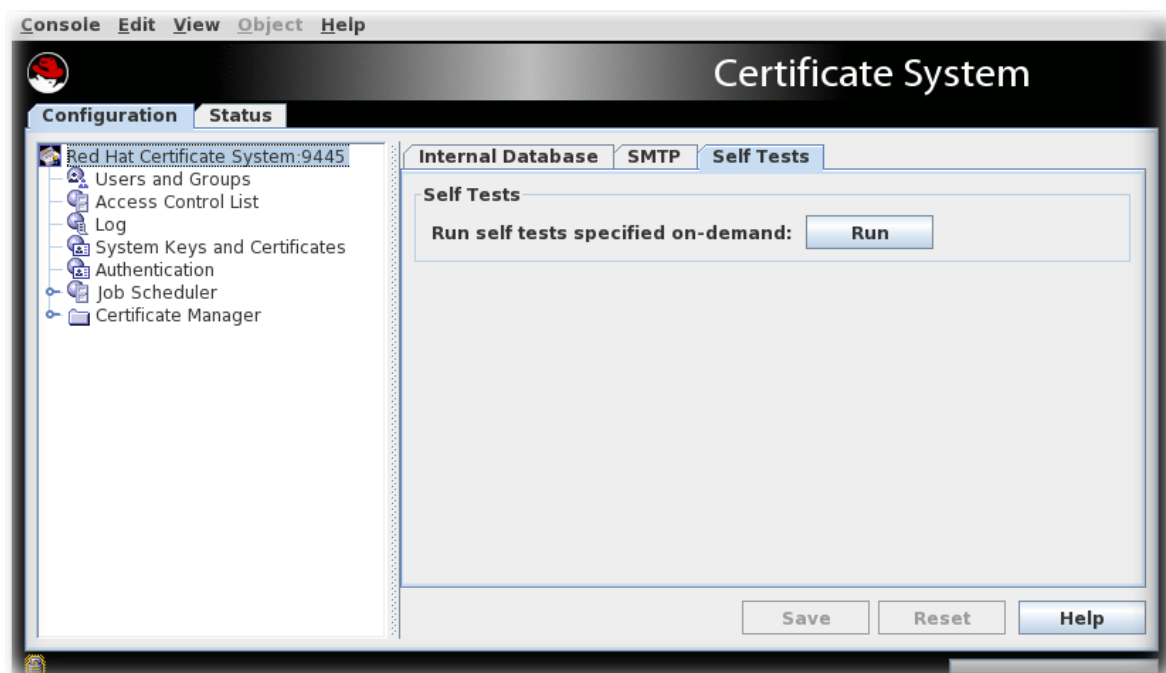 Console Edit View Object Help
Certificate System
Configuration Status
Red Hat Certificate System:9445
Users and Groups
Access Control List
Log
System Keys and Certificates
Authentication
Job Scheduler
Certificate Manager
Internal Database SMTP Self Tests
Self Tests
Run self tests specified on-demand: Run
Save Reset Help